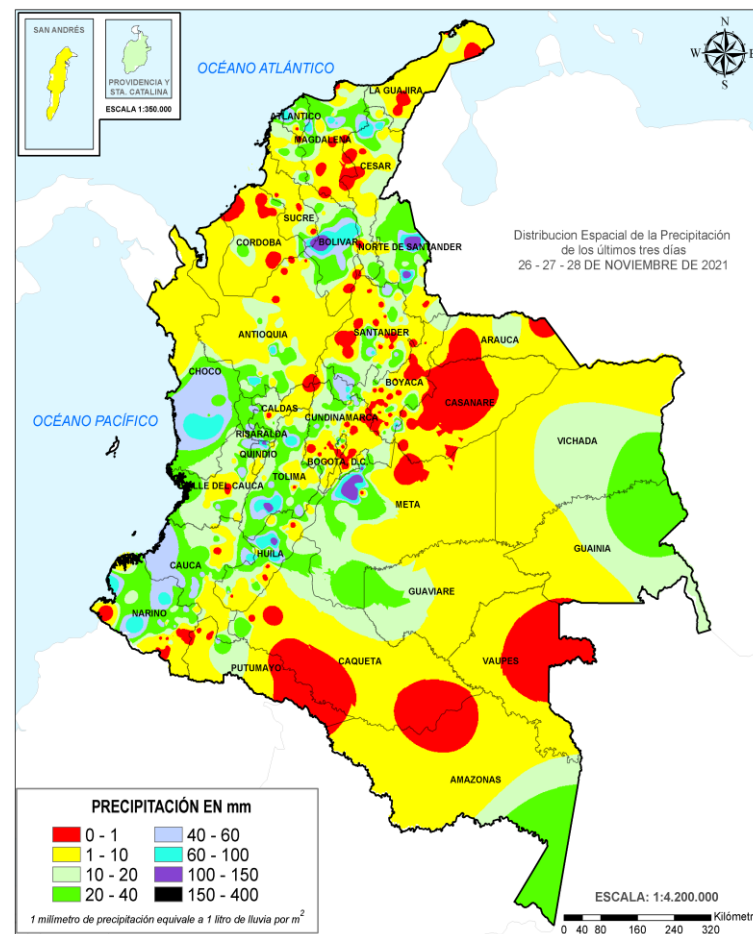 SAN ANDRÉS
PROVIDENCIA Y
STA. CATALINA
ESCALA 1:350.000
OCÉANO ATLÁNTICO
N
W
E
S
LA GUAJIRA
ATLANTICO
MAGDALENA
CESAR
SUCRE
CORDOBA
BOLIVAR
NORTE DE SANTANDER
Distribucion Espacial de la Precipitación
de los últimos tres días
26 - 27 - 28 DE NOVIEMBRE DE 2021
ANTIOQUIA
SANTANDER
ARAUCA
CHOCO
BOYACA
CASANARE
OCÉANO PACÍFICO
CALDAS
CUNDINAMARCA
RISARALDA
VICHADA
QUINDIO
BOGOTA, D.C.
TOLIMA
VALLE DEL CAUCA
META
GUAINIA
HUILA
CAUCA
GUAVIARE
NARIÑO
PUTUMAYO
CAQUETA
VAUPES
AMAZONAS
PRECIPITACIÓN EN mm
0 - 1
40 - 60
1 - 10
60 - 100
10 - 20
100 - 150
20 - 40
150 - 400
1 milímetro de precipitación equivale a 1 litro de lluvia por m2
ESCALA: 1:4.200.000
Kilómetr
0 40 80 160 240 320